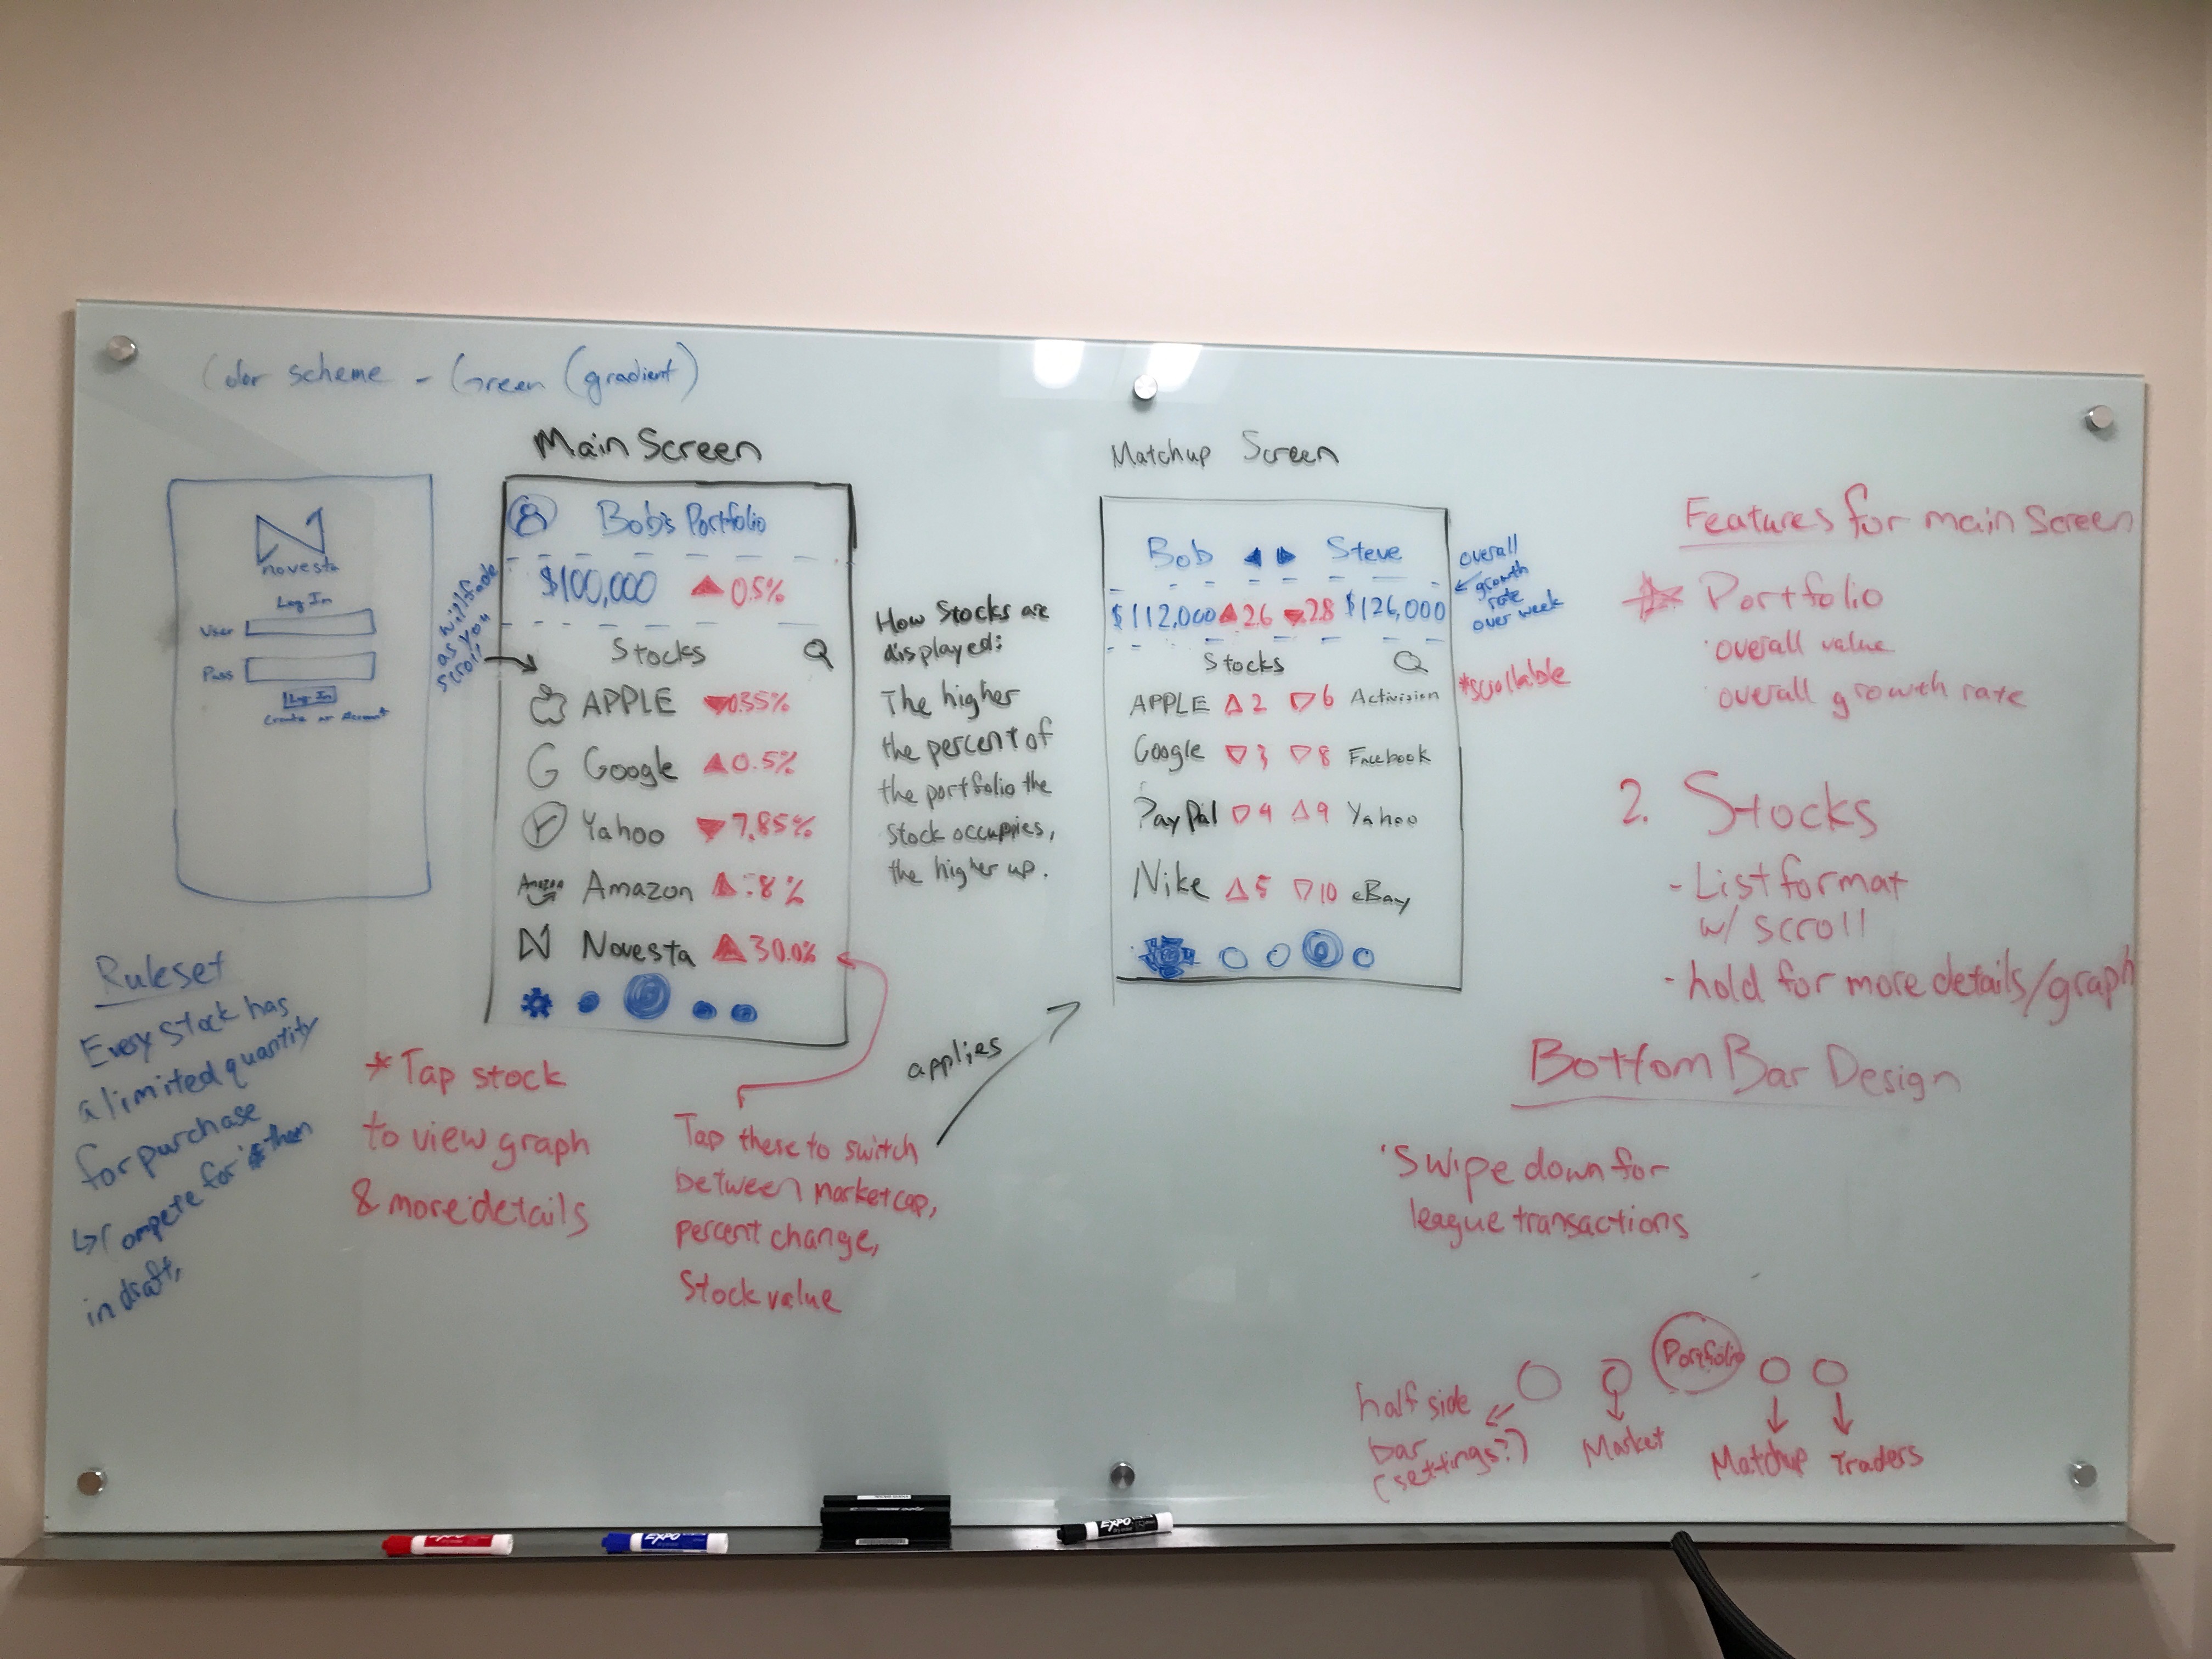 Color scheme - Green (gradient)
Main Screen
Matchup Screen
novesta
Log In
User
Pass
Log In
Create an Account
will fade
as you
scroll
Bob's Portfolio
$100,000 ▲ 0.5%
Stocks
APPLE ▼0.35%
G Google ▲0.5%
Y Yahoo ▼7.85%
Amazon Amazon ▲.8%
N Novesta ▲30.0%
How Stocks are
displayed:
The higher
the percent of
the portfolio the
stock occupies,
the higher up.
Bob ◀ ▶ Steve
$112,000 ▲2.6 ▼2.8 $126,000
Stocks
APPLE △2 ▽6 Activision
Google ▽3 ▽8 Facebook
PayPal ▽4 △9 Yahoo
Nike △5 ▽10 eBay
overall
← growth
rate
over week
*scrollable
Features for main screen
Portfolio
· overall value
· overall growth rate
2. Stocks
- List format
w/ scroll
- hold for more details/graph
Bottom Bar Design
· Swipe down for
league transactions
Portfolio
half side
bar
(settings?)
Market
Matchup
Traders
Ruleset
Every stock has
a limited quantity
for purchase
↳ Compete for them
in draft.
* Tap stock
to view graph
& more details
Tap these to switch
between market cap,
percent change,
Stock value
applies
EXPO
EXPO
EXPO